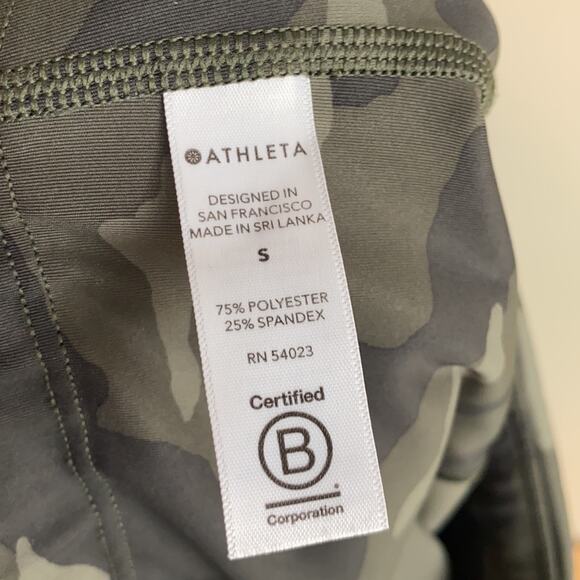 ATHLETA
DESIGNED IN
SAN FRANCISCO
MADE IN SRI LANKA
S
75% POLYESTER
25% SPANDEX
RN 54023
Certified
B
Corporation